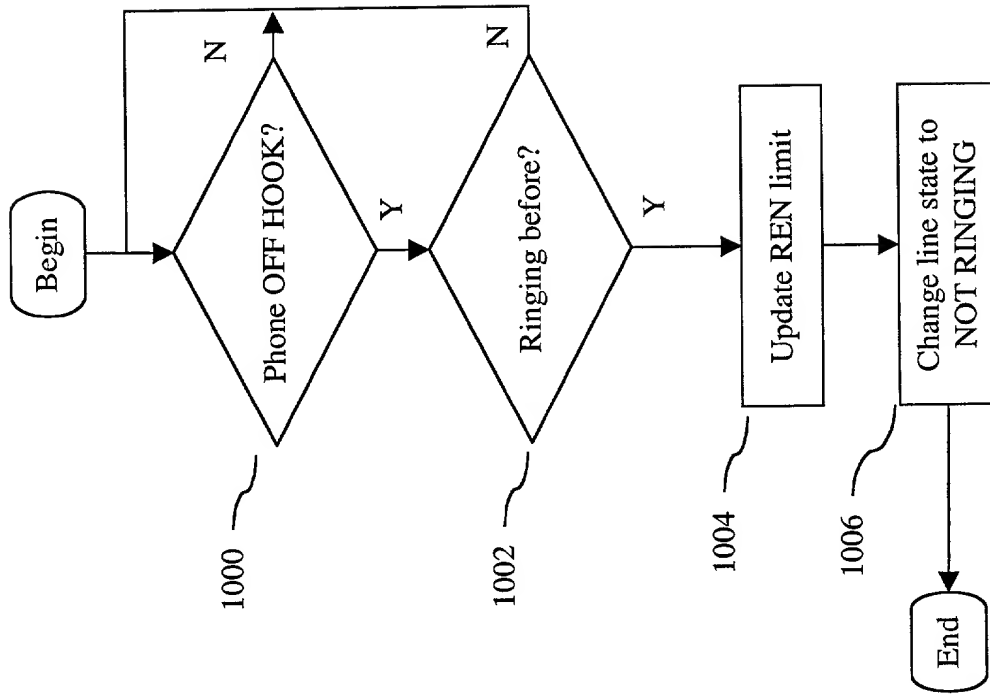 Begin
Phone OFF HOOK?
N
Y
1000
Ringing before?
N
Y
1002
Update REN limit
1004
Change line state to
NOT RINGING
1006
End